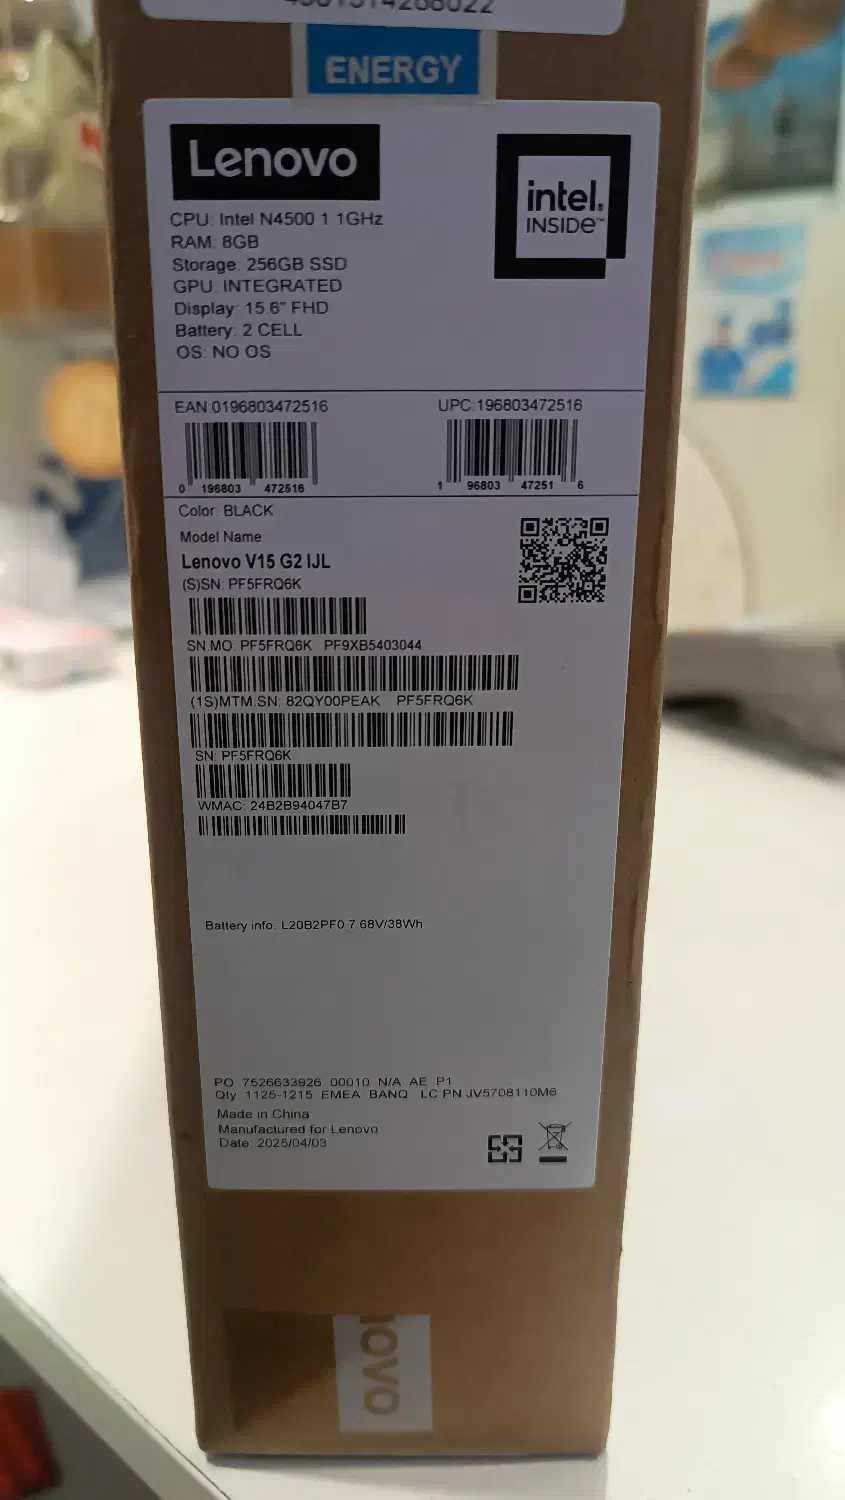 ENERGY
Lenovo
intel.
INSIDE™
CPU: Intel N4500 1 1GHz
RAM: 8GB
Storage: 256GB SSD
GPU: INTEGRATED
Display: 15.6" FHD
Battery: 2 CELL
OS: NO OS
EAN:0196803472516 UPC:196803472516
0 196803 472516 1 96803 47251 6
Color: BLACK
Model Name:
Lenovo V15 G2 IJL
(S)SN: PF5FRQ6K
SN.MO: PF5FRQ6K PF9XB5403044
(1S)MTM.SN: 82QY00PEAK PF5FRQ6K
SN: PF5FRQ6K
WMAC: 24B2B94047B7
Battery info: L20B2PF0 7.68V/38Wh
PO 7526633926 00010 N/A AE P1
Qty 1125-1215 EMEA BANQ LC PN:JV5708110M6
Made in China
Manufactured for Lenovo
Date: 2025/04/03
novo